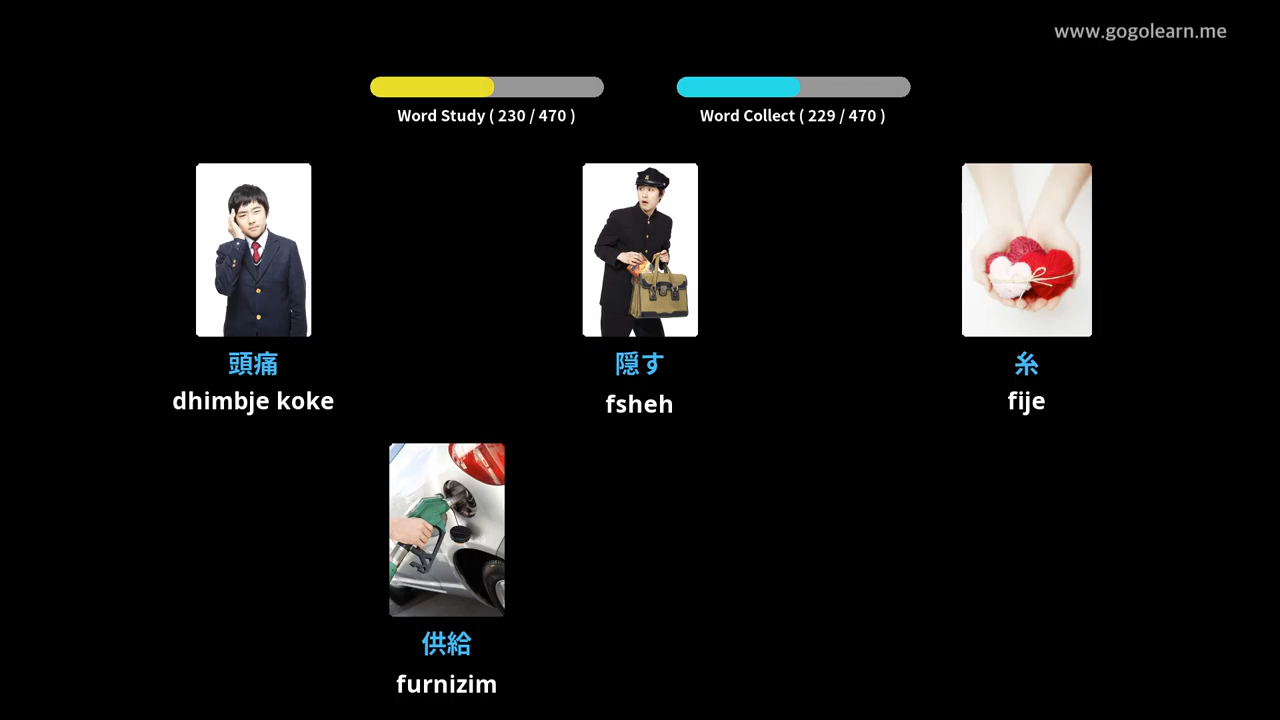 www.gogolearn.me
Word Study ( 230 / 470 )
Word Collect ( 229 / 470 )
頭痛
dhimbje koke
隠す
fsheh
糸
fije
供給
furnizim